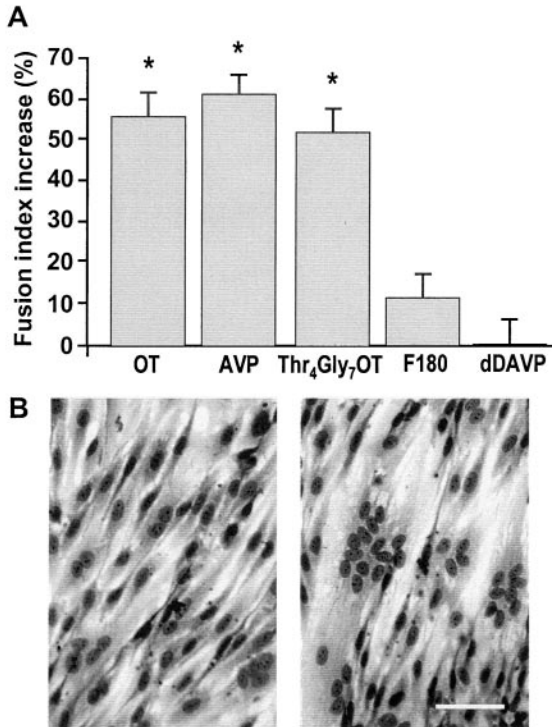 A
Fusion index increase (%)
70
60
50
40
30
20
10
0
* * *
OT AVP Thr₄Gly₇OT F180 dDAVP
B